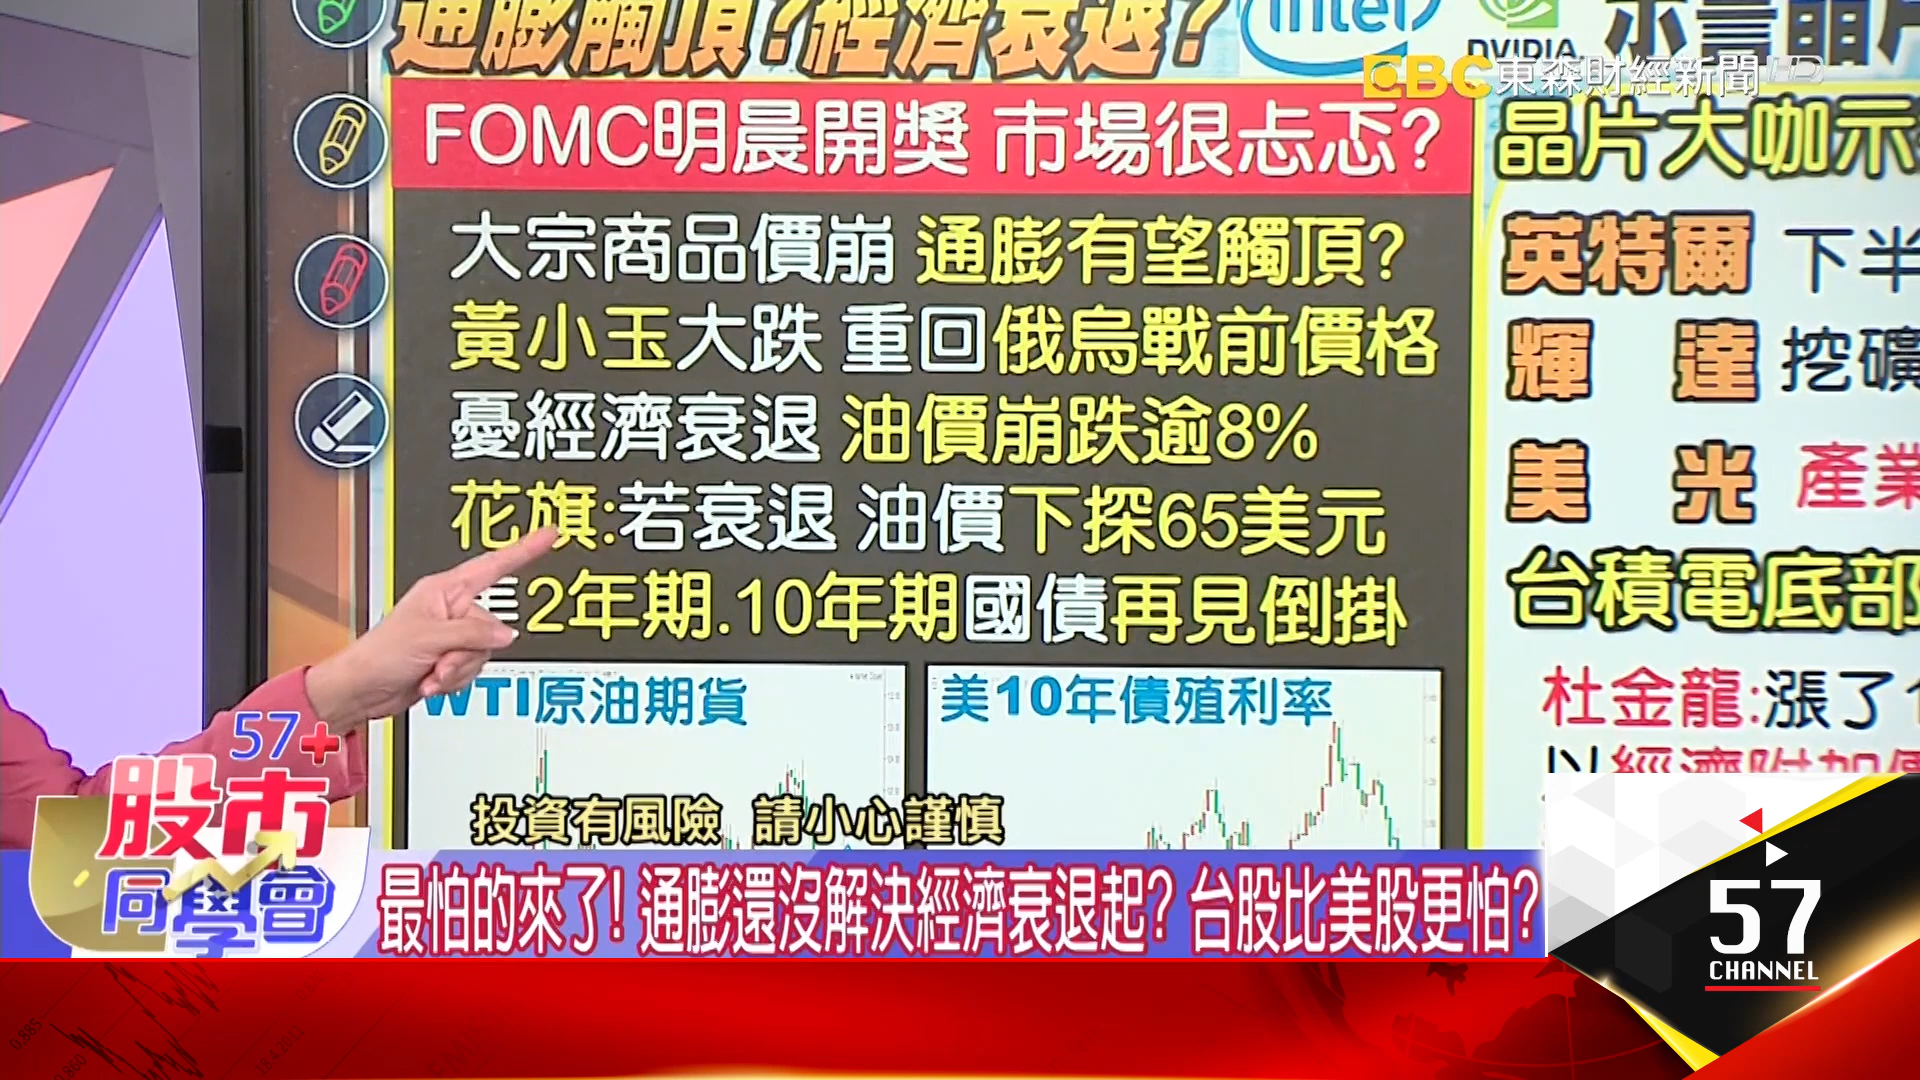 通膨觸頂?經濟衰退?
intel
NVIDIA
EBC東森財經新聞HD
FOMC明晨開獎 市場很忐忑?
大宗商品價崩 通膨有望觸頂?
黃小玉大跌 重回俄烏戰前價格
憂經濟衰退 油價崩跌逾8%
花旗:若衰退 油價下探65美元
美2年期.10年期國債再見倒掛
WTI原油期貨
美10年債殖利率
晶片大咖示
英特爾 下半
輝達 挖礦
美光 產業
台積電底部
杜金龍:漲了
以經濟附加價
投資有風險 請小心謹慎
57+
股市
同學會
最怕的來了!通膨還沒解決經濟衰退起?台股比美股更怕?
57
CHANNEL